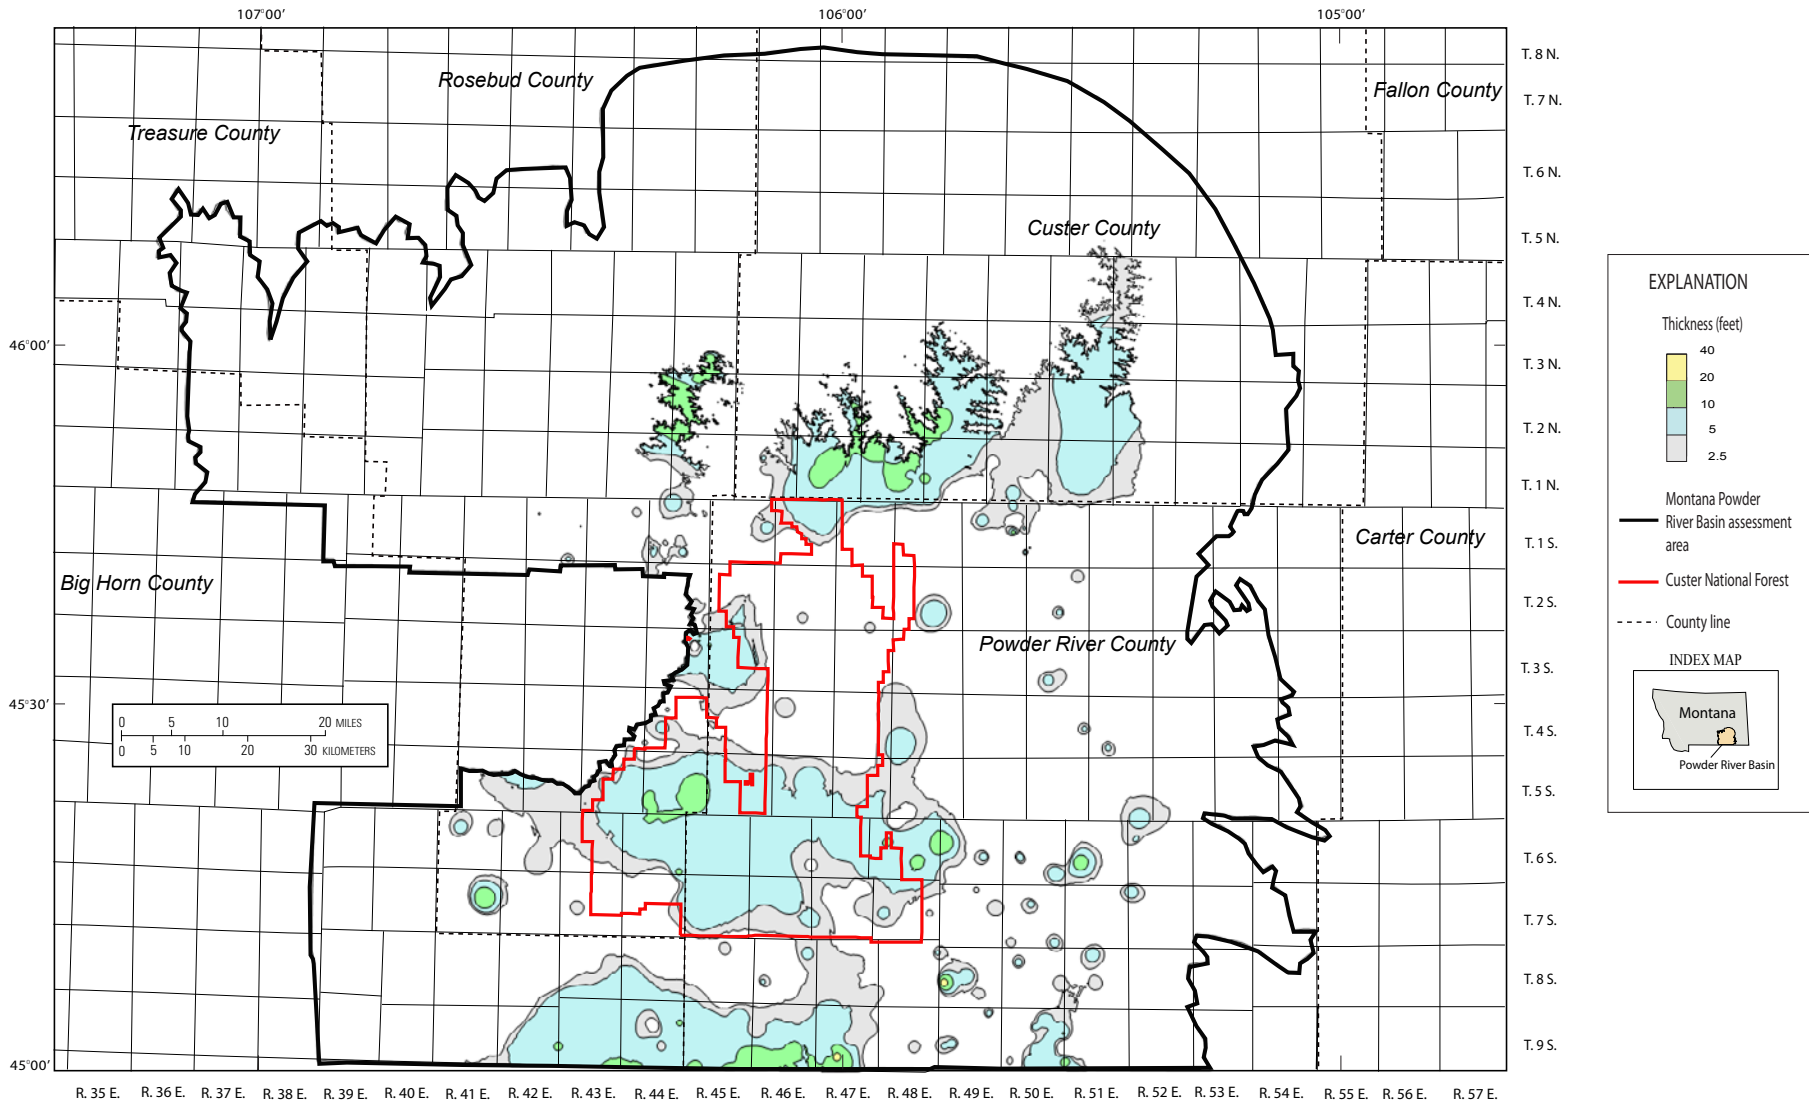 107°00’ 106°00’ 105°00’
T. 8 N.
Rosebud County
Fallon County
T. 7 N.
Treasure County
T. 6 N.
Custer County
T. 5 N.
T. 4 N.
46°00’
T. 3 N.
T. 2 N.
T. 1 N.
T. 1 S.
Carter County
Big Horn County
T. 2 S.
Powder River County
T. 3 S.
45°30’
T. 4 S.
0 5 10 20 MILES
0 5 10 20 30 KILOMETERS
T. 5 S.
T. 6 S.
T. 7 S.
T. 8 S.
T. 9 S.
45°00’
R. 35 E. R. 36 E. R. 37 E. R. 38 E. R. 39 E. R. 40 E. R. 41 E. R. 42 E. R. 43 E. R. 44 E. R. 45 E. R. 46 E. R. 47 E. R. 48 E. R. 49 E. R. 50 E. R. 51 E. R. 52 E. R. 53 E. R. 54 E. R. 55 E. R. 56 E. R. 57 E.
EXPLANATION
Thickness (feet)
40
20
10
5
2.5
Montana Powder
River Basin assessment
area
Custer National Forest
County line
INDEX MAP
Montana
Powder River Basin